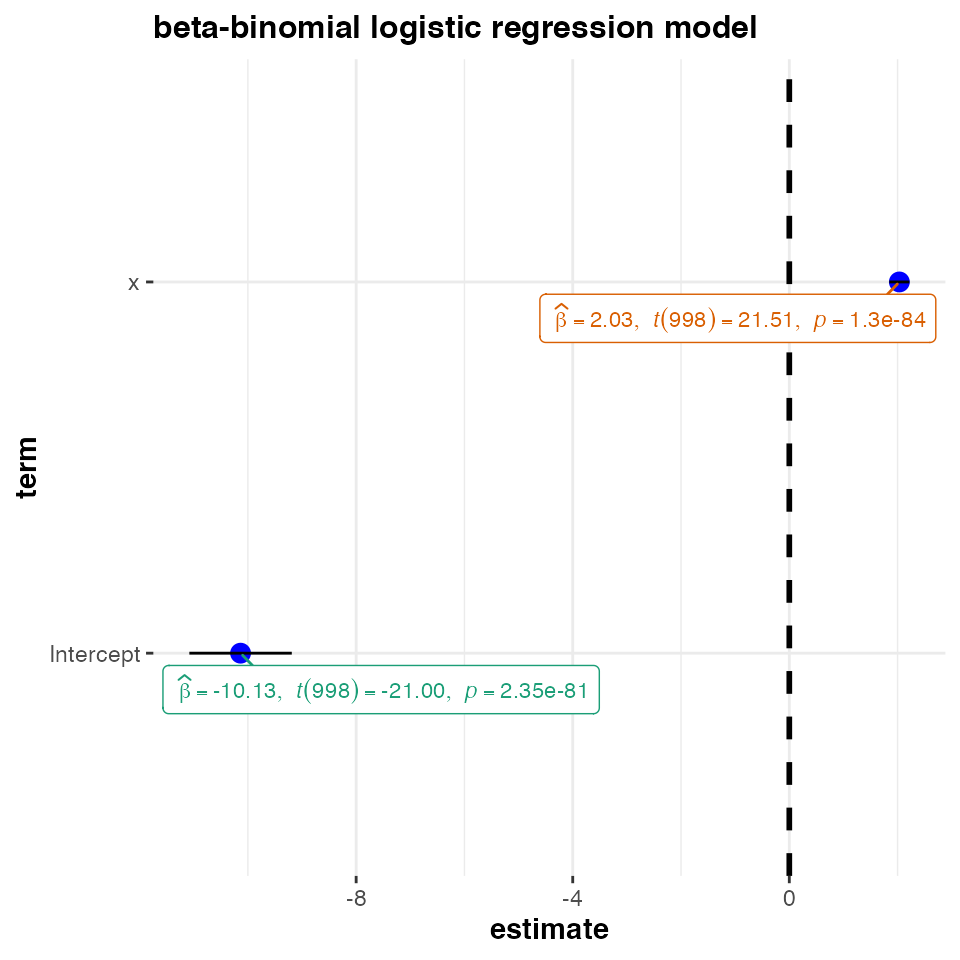 beta-binomial logistic regression model
term
x
β̂ = 2.03, t(998) = 21.51, p = 1.3e-84
Intercept
β̂ = -10.13, t(998) = -21.00, p = 2.35e-81
-8 -4 0
estimate